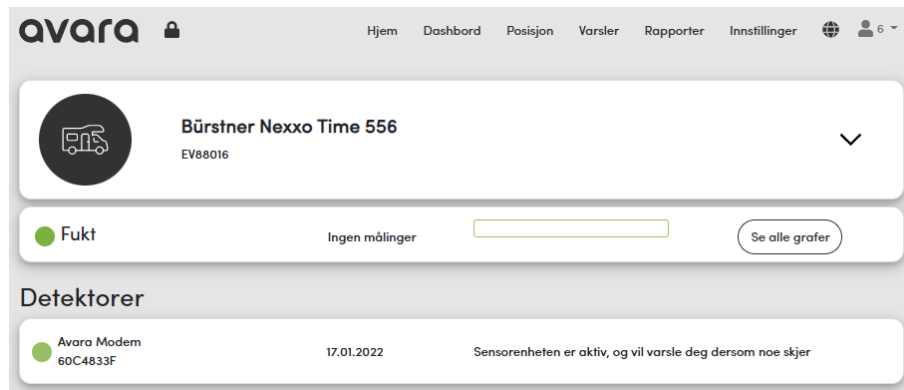 avara
Hjem Dashbord Posisjon Varsler Rapporter Innstillinger 6
Bürstner Nexxo Time 556
EV88016
Fukt Ingen målinger Se alle grafer
Detektorer
Avara Modem
60C4833F 17.01.2022 Sensorenheten er aktiv, og vil varsle deg dersom noe skjer